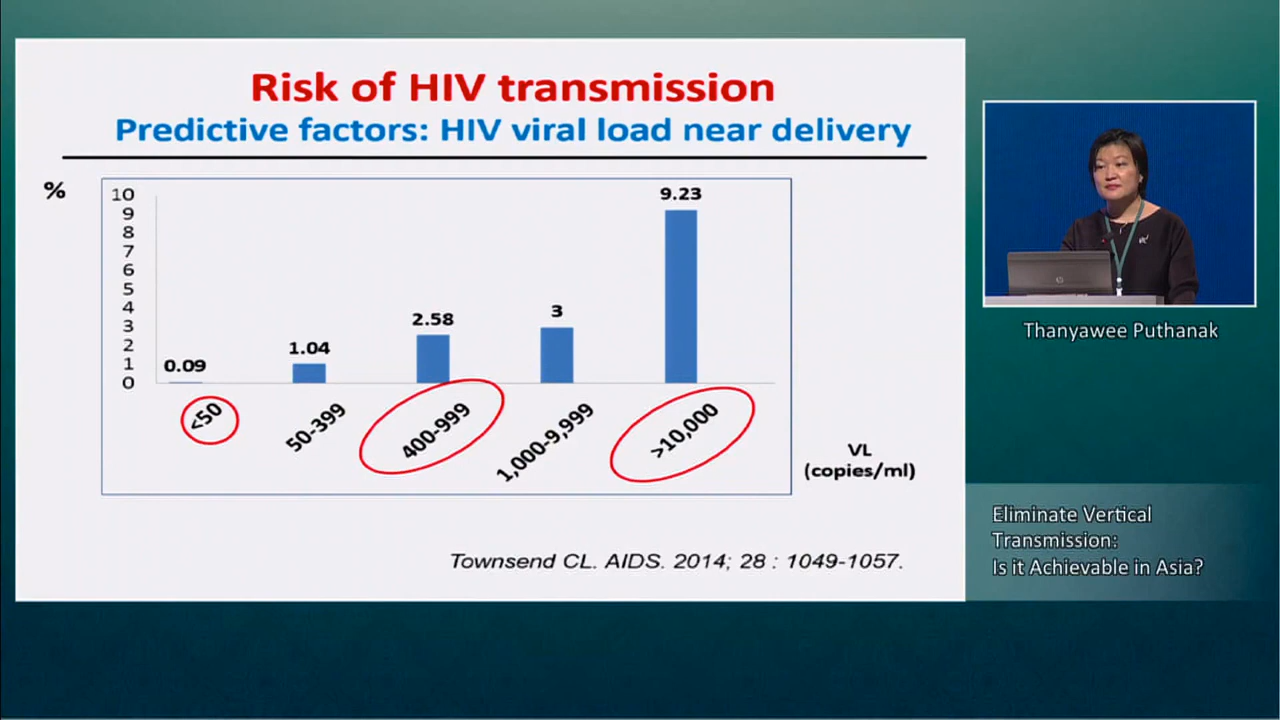 Risk of HIV transmission
Predictive factors: HIV viral load near delivery
%
10
9
8
7
6
5
4
3
2
1
0
0.09
1.04
2.58
3
9.23
<50
50-399
400-999
1,000-9,999
>10,000
VL
(copies/ml)
Townsend CL. AIDS. 2014; 28 : 1049-1057.
Thanyawee Puthanak
Eliminate Vertical
Transmission:
Is it Achievable in Asia?